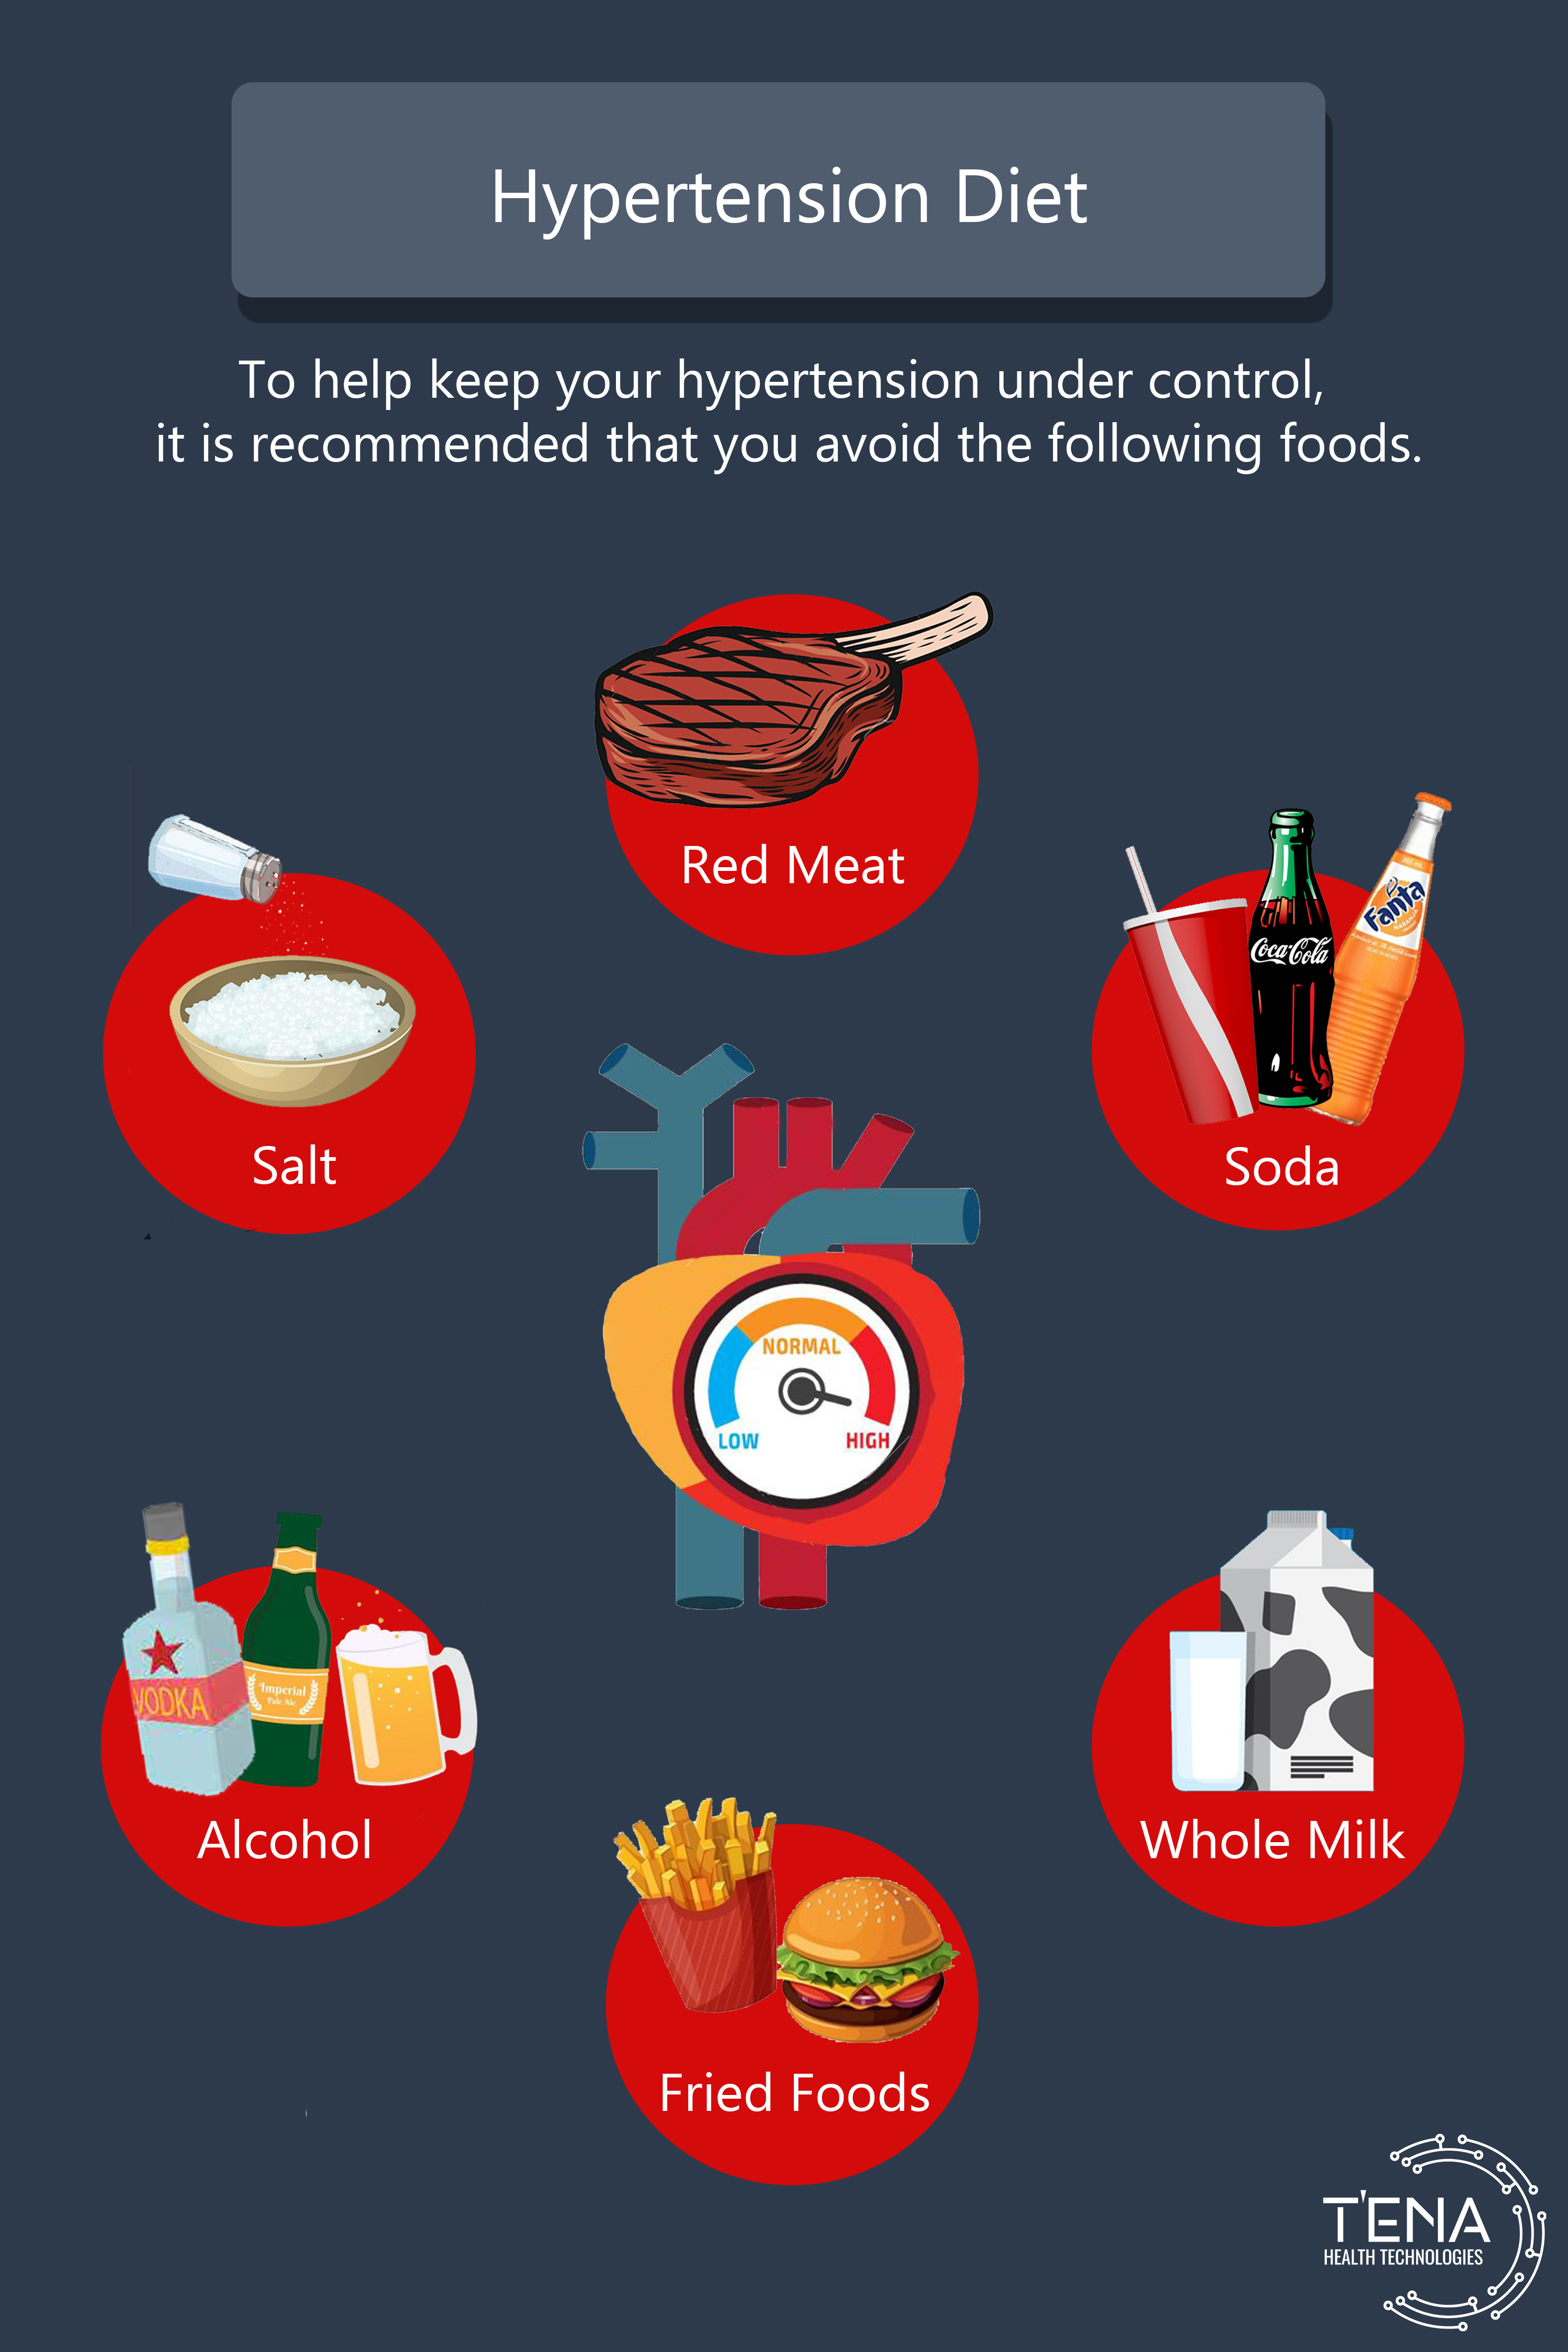 Hypertension Diet
To help keep your hypertension under control,
it is recommended that you avoid the following foods.
Red Meat
Salt
Coca-Cola
Fanta
Soda
NORMAL
LOW
HIGH
VODKA
Imperial
Pale Ale
Alcohol
Whole Milk
Fried Foods
T'ENA
HEALTH TECHNOLOGIES